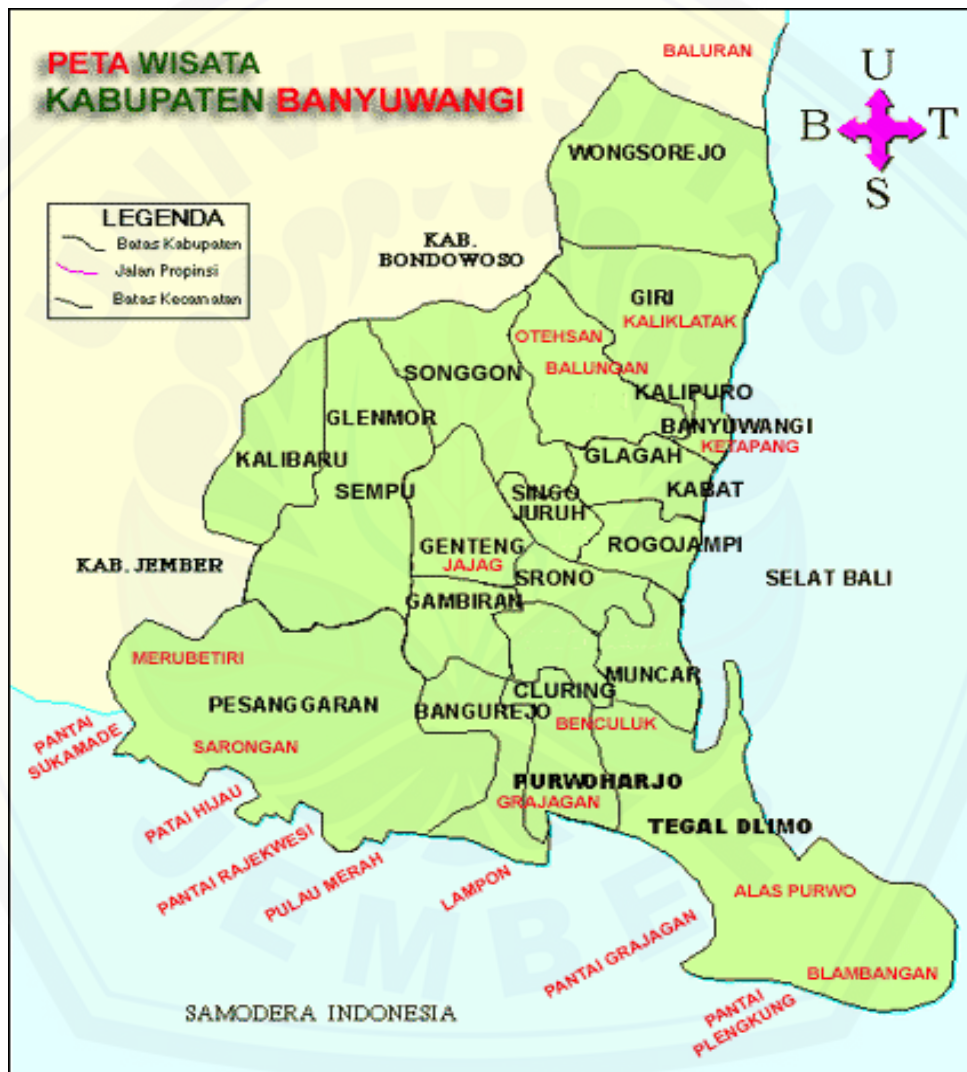 PETA WISATA
KABUPATEN BANYUWANGI
BALURAN
U
B T
S
WONGSOREJO
LEGENDA
Batas Kabupaten
Jalan Propinsi
Batas Kecamatan
KAB.
BONDOWOSO
GIRI
KALIKLATAK
OTEHSAN
BALUNGAN
SONGGON
KALIPURO
GLENMOR
BANYUWANGI
KETAPANG
GLAGAH
KALIBARU
SEMPU
SINGO
JURUH
KABAT
GENTENG
JAJAG
ROGOJAMPI
KAB. JEMBER
SRONO
SELAT BALI
GAMBIRAN
MERUBETIRI
MUNCAR
PESANGGARAN
CLURING
BANGUREJO
BENCULUK
PANTAI
SUKAMADE
SARONGAN
PURWOHARJO
GRAJAGAN
PATAI HIJAU
TEGAL DLIMO
PANTAI RAJEKWESI
PULAU MERAH
LAMPON
ALAS PURWO
PANTAI GRAJAGAN
BLAMBANGAN
PANTAI
PLENGKUNG
SAMODERA INDONESIA
UNIVERSITAS
JEMBER